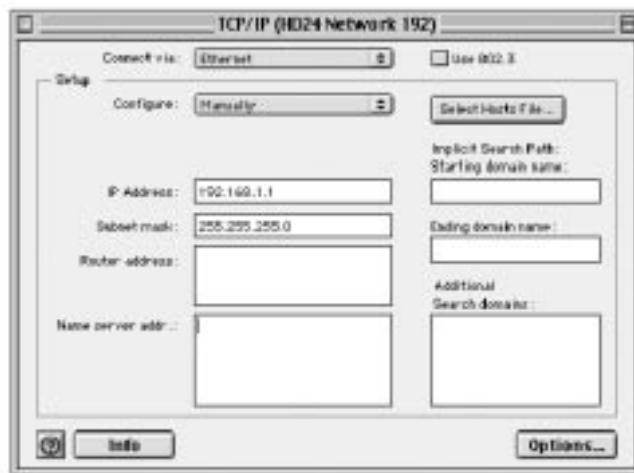 TCP/IP (HD24 Network 192)
Connect via: Ethernet
Use 802.3
Setup
Configure: Manually
Select Hosts File...
Implicit Search Path:
Starting domain name:
IP Address: 192.168.1.1
Subnet mask: 255.255.255.0
Ending domain name:
Router address:
Additional
Search domains:
Name server addr.:
?
Info
Options...